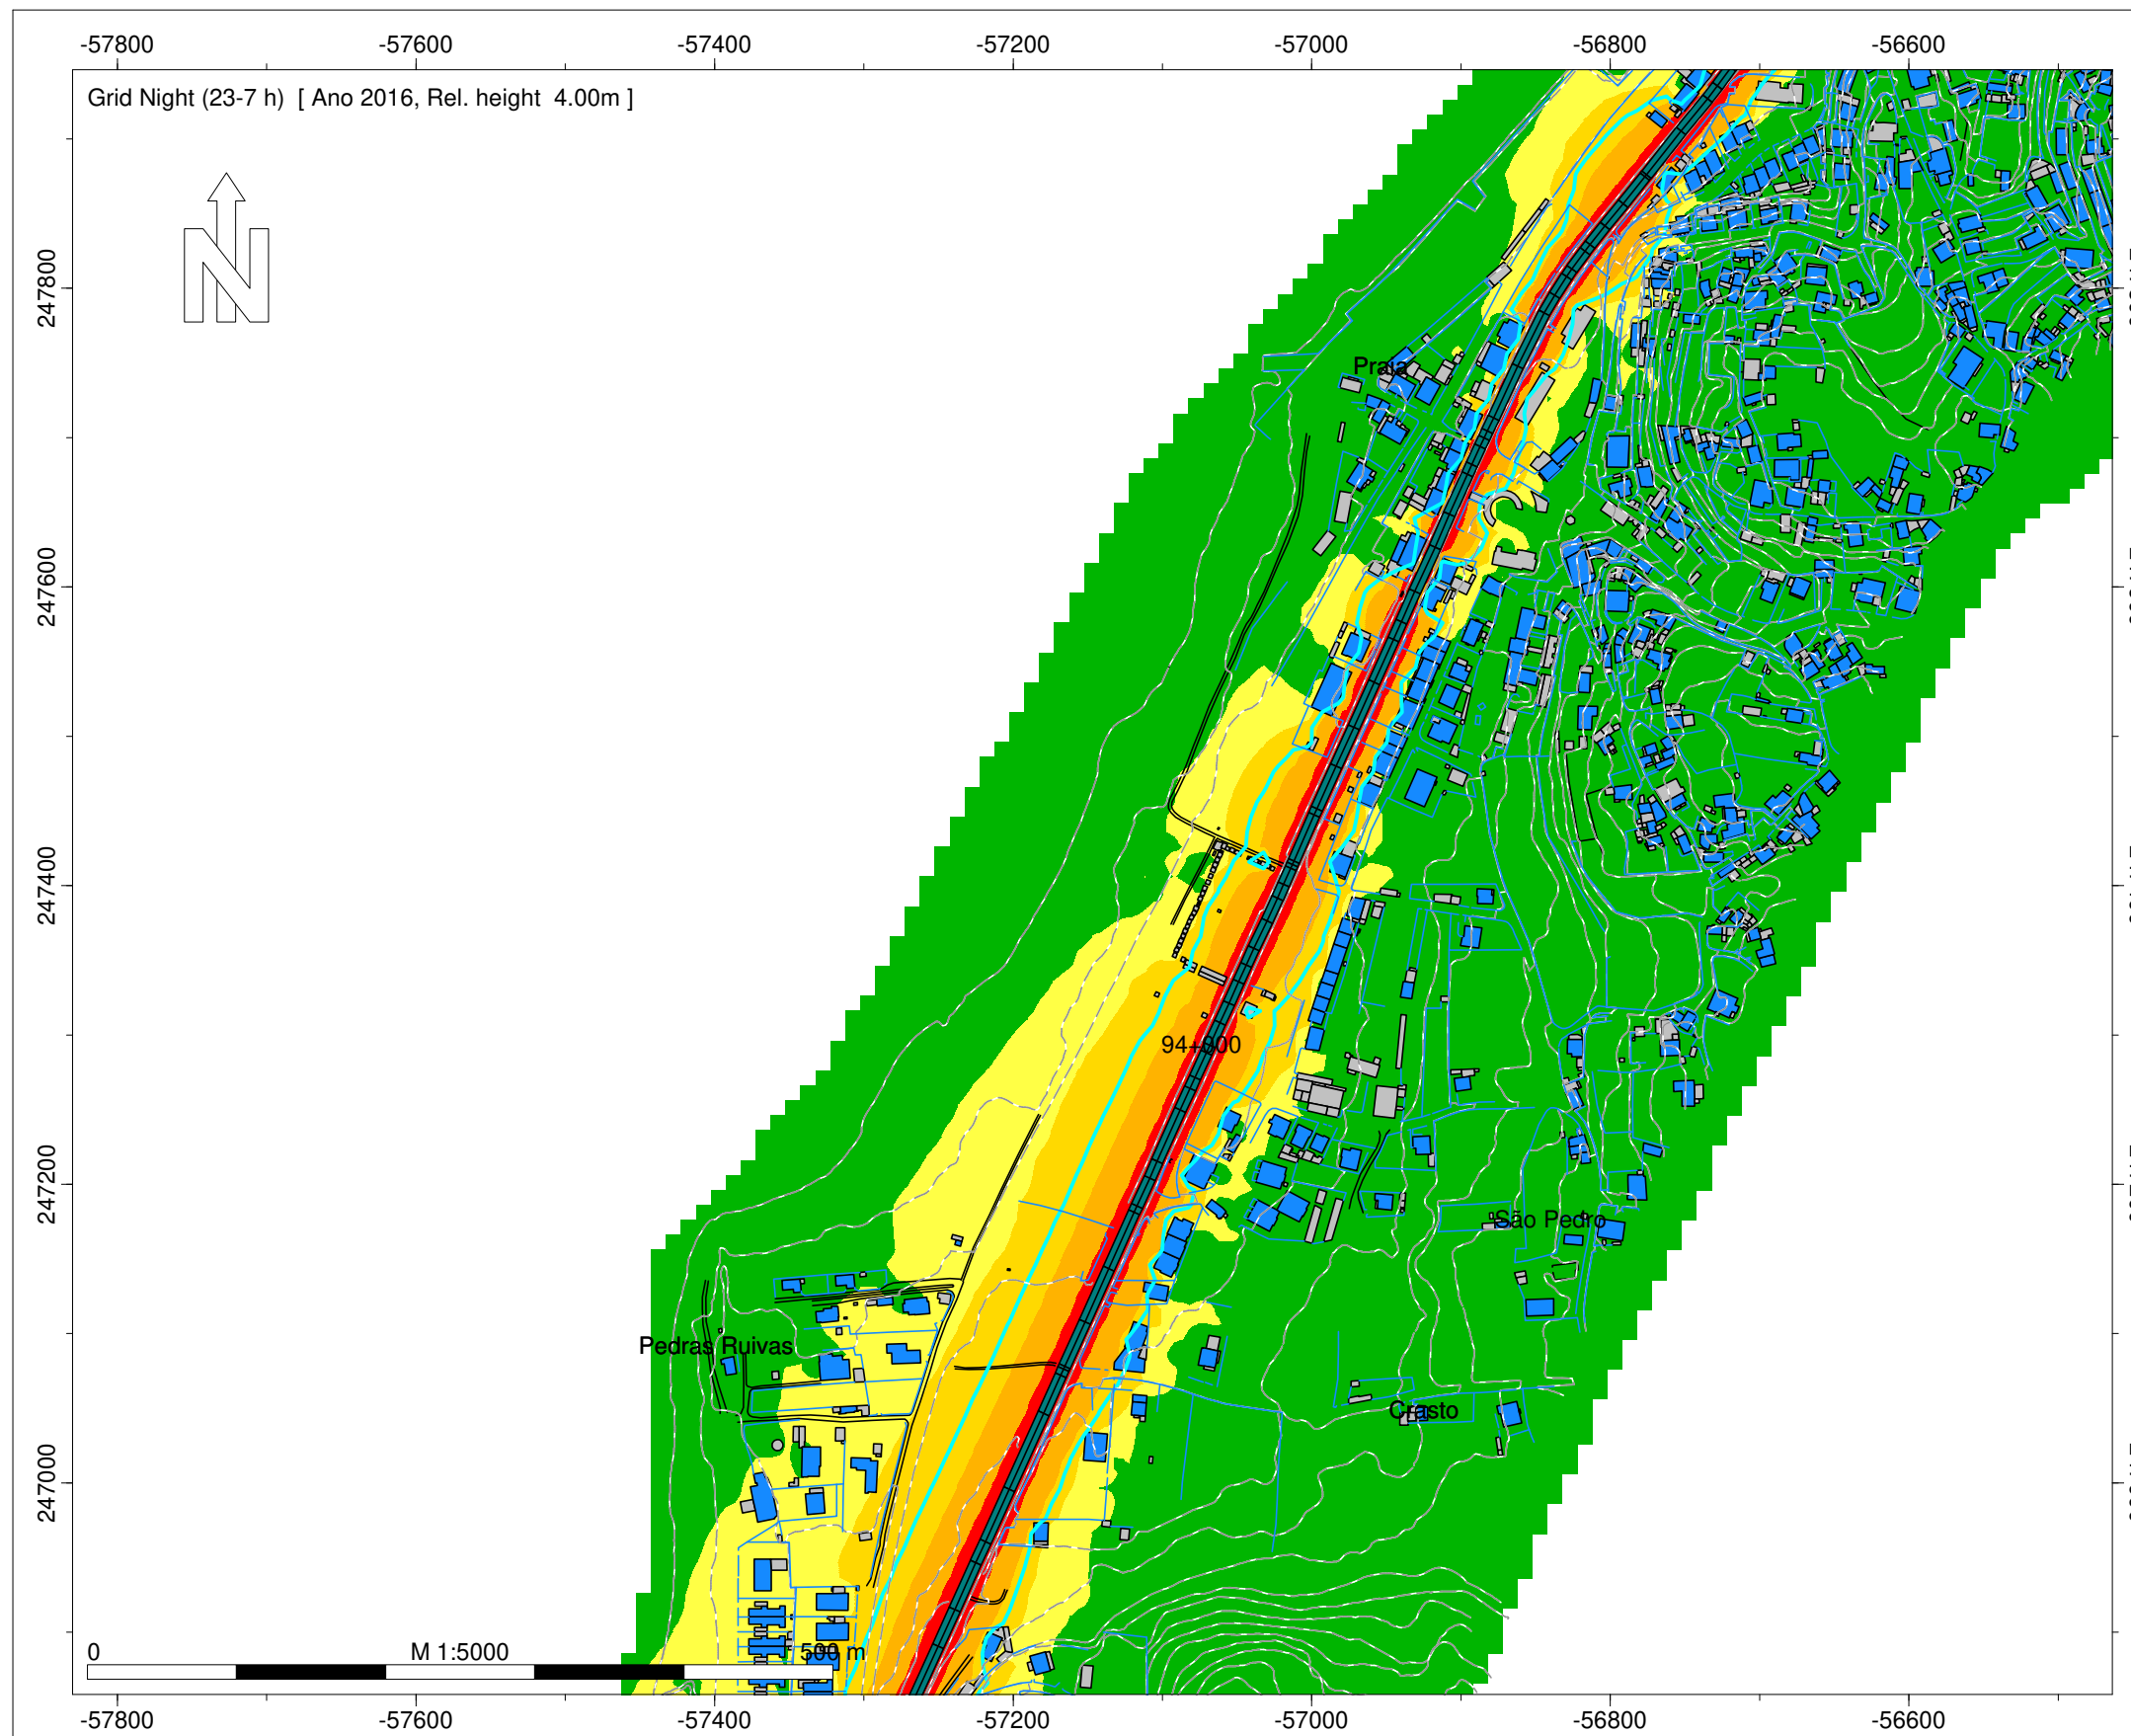 -57800 -57600 -57400 -57200 -57000 -56800 -56600
Grid Night (23-7 h) [ Ano 2016, Rel. height 4.00m ]
N
247800
Praia
247600
247400
94+000
247200
São Pedro
Pedras Ruivas
Crasto
247000
0 M 1:5000 500 m
-57800 -57600 -57400 -57200 -57000 -56800 -56600